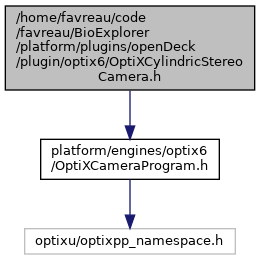 /home/favreau/code
/favreau/BioExplorer
/platform/plugins/openDeck
/plugin/optix6/OptiXCylindricStereo
Camera.h
platform/engines/optix6
/OptiXCameraProgram.h
optixu/optixpp_namespace.h